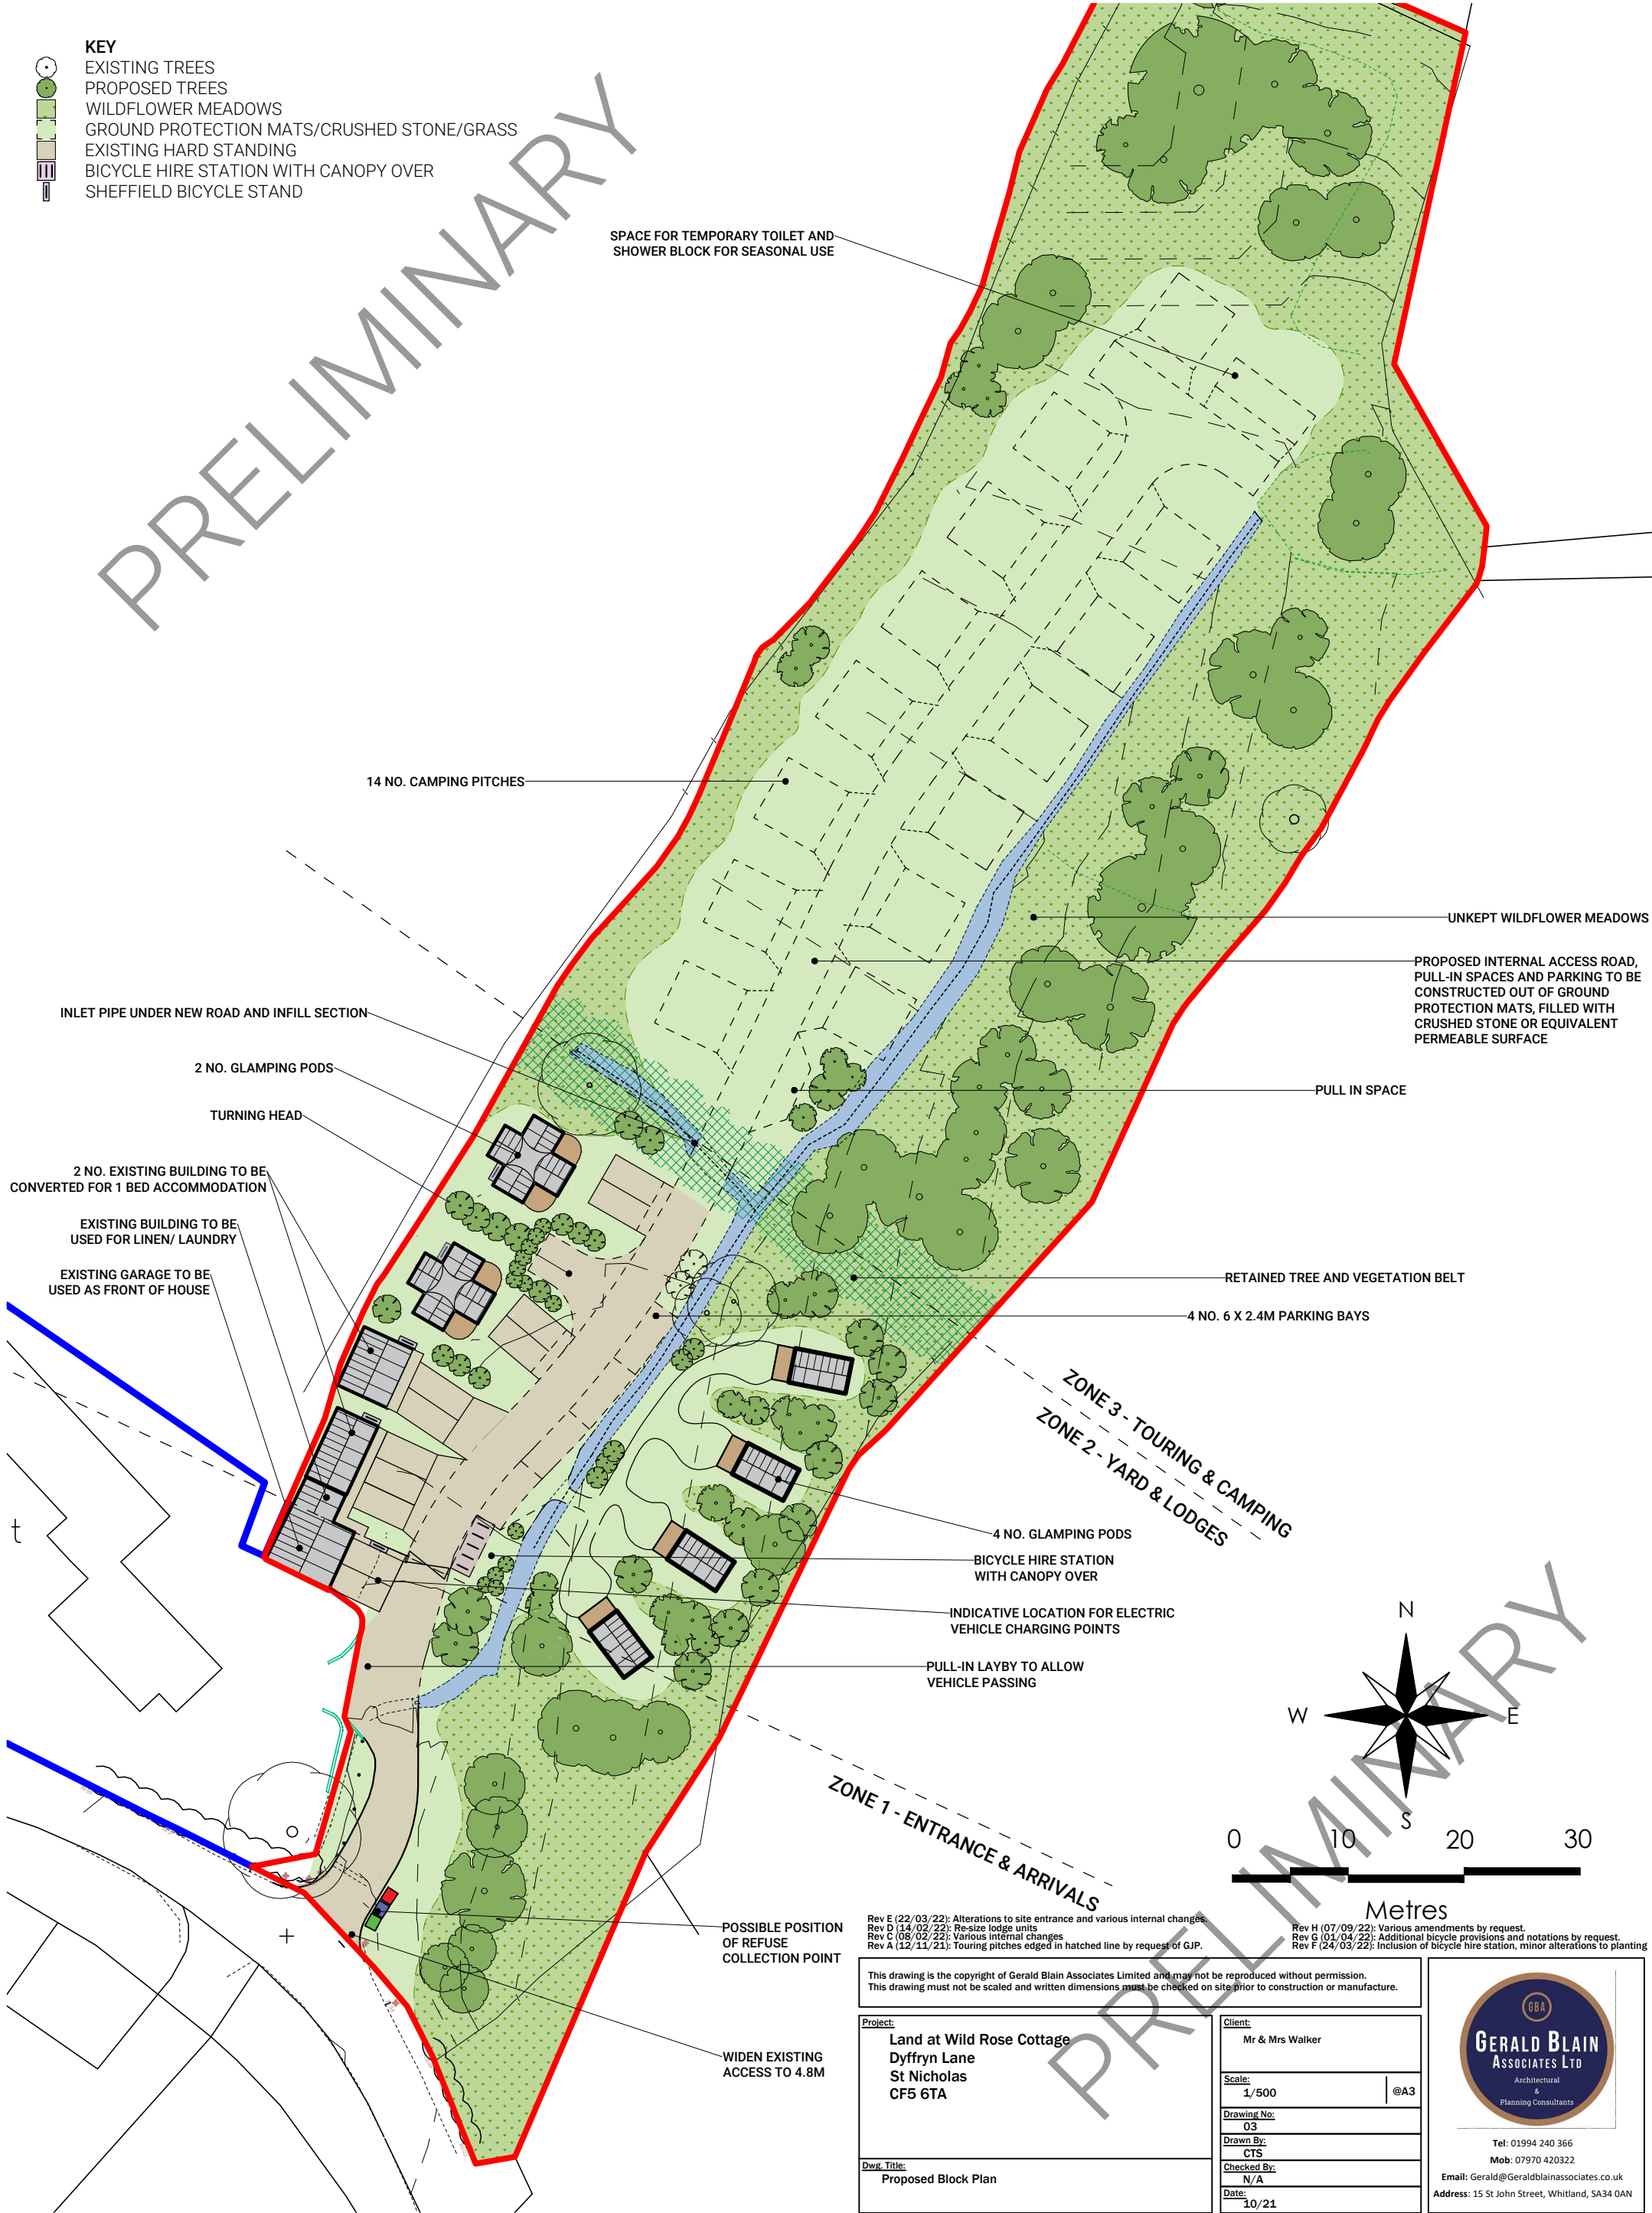 KEY
EXISTING TREES
PROPOSED TREES
WILDFLOWER MEADOWS
GROUND PROTECTION MATS/CRUSHED STONE/GRASS
EXISTING HARD STANDING
BICYCLE HIRE STATION WITH CANOPY OVER
SHEFFIELD BICYCLE STAND
PRELIMINARY
SPACE FOR TEMPORARY TOILET AND
SHOWER BLOCK FOR SEASONAL USE
14 NO. CAMPING PITCHES
UNKEPT WILDFLOWER MEADOWS
PROPOSED INTERNAL ACCESS ROAD,
PULL-IN SPACES AND PARKING TO BE
CONSTRUCTED OUT OF GROUND
PROTECTION MATS, FILLED WITH
CRUSHED STONE OR EQUIVALENT
PERMEABLE SURFACE
INLET PIPE UNDER NEW ROAD AND INFILL SECTION
2 NO. GLAMPING PODS
PULL IN SPACE
TURNING HEAD
2 NO. EXISTING BUILDING TO BE
CONVERTED FOR 1 BED ACCOMMODATION
EXISTING BUILDING TO BE
USED FOR LINEN/ LAUNDRY
EXISTING GARAGE TO BE
USED AS FRONT OF HOUSE
RETAINED TREE AND VEGETATION BELT
4 NO. 6 X 2.4M PARKING BAYS
ZONE 3 - TOURING & CAMPING
ZONE 2 - YARD & LODGES
t
4 NO. GLAMPING PODS
BICYCLE HIRE STATION
WITH CANOPY OVER
INDICATIVE LOCATION FOR ELECTRIC
VEHICLE CHARGING POINTS
PULL-IN LAYBY TO ALLOW
VEHICLE PASSING
ZONE 1 - ENTRANCE & ARRIVALS
N
W E
S
0 10 20 30
Metres
PRELIMINARY
POSSIBLE POSITION
OF REFUSE
COLLECTION POINT
WIDEN EXISTING
ACCESS TO 4.8M
Rev E (22/03/22): Alterations to site entrance and various internal changes.
Rev D (14/02/22): Re-size lodge units
Rev C (08/02/22): Various internal changes
Rev A (12/11/21): Touring pitches edged in hatched line by request of GJP.
Rev H (07/09/22): Various amendments by request.
Rev G (01/04/22): Additional bicycle provisions and notations by request.
Rev F (24/03/22): Inclusion of bicycle hire station, minor alterations to planting
This drawing is the copyright of Gerald Blain Associates Limited and may not be reproduced without permission.
This drawing must not be scaled and written dimensions must be checked on site prior to construction or manufacture.
Project:
Land at Wild Rose Cottage
Dyffryn Lane
St Nicholas
CF5 6TA
Dwg. Title:
Proposed Block Plan
Client:
Mr & Mrs Walker
Scale:
1/500 @A3
Drawing No:
03
Drawn By:
CTS
Checked By:
N/A
Date:
10/21
GBA
GERALD BLAIN
ASSOCIATES LTD
Architectural
&
Planning Consultants
Tel: 01994 240 366
Mob: 07970 420322
Email: Gerald@Geraldblainassociates.co.uk
Address: 15 St John Street, Whitland, SA34 0AN